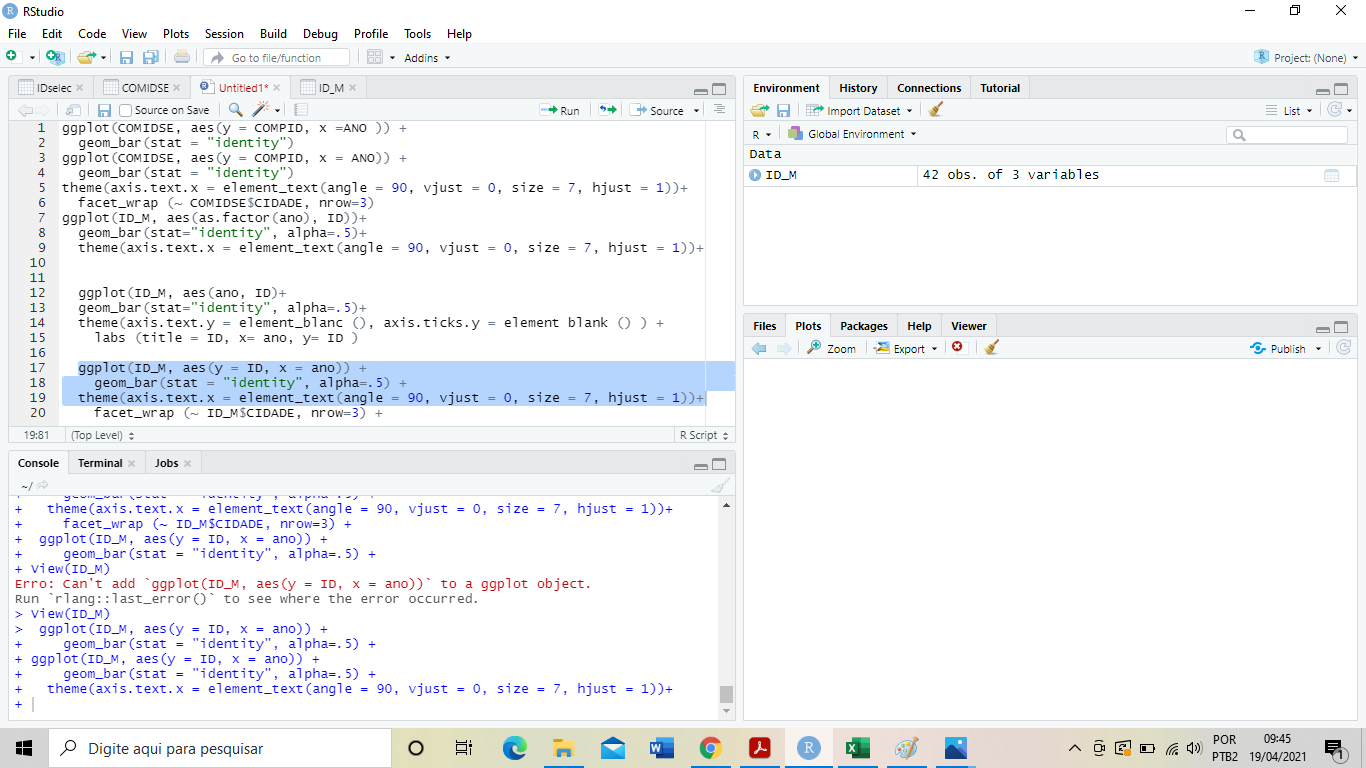 RStudio
File Edit Code View Plots Session Build Debug Profile Tools Help
Go to file/function Addins Project: (None)
IDselec COMIDSE Untitled1* ID_M
Source on Save Run Source
1 ggplot(COMIDSE, aes(y = COMPID, x =ANO )) +
2 geom_bar(stat = "identity")
3 ggplot(COMIDSE, aes(y = COMPID, x = ANO)) +
4 geom_bar(stat = "identity")
5 theme(axis.text.x = element_text(angle = 90, vjust = 0, size = 7, hjust = 1))+
6 facet_wrap (~ COMIDSE$CIDADE, nrow=3)
7 ggplot(ID_M, aes(as.factor(ano), ID))+
8 geom_bar(stat="identity", alpha=.5)+
9 theme(axis.text.x = element_text(angle = 90, vjust = 0, size = 7, hjust = 1))+
10
11
12 ggplot(ID_M, aes(ano, ID)+
13 geom_bar(stat="identity", alpha=.5)+
14 theme(axis.text.y = element_blanc (), axis.ticks.y = element blank () ) +
15 labs (title = ID, x= ano, y= ID )
16
17 ggplot(ID_M, aes(y = ID, x = ano)) +
18 geom_bar(stat = "identity", alpha=.5) +
19 theme(axis.text.x = element_text(angle = 90, vjust = 0, size = 7, hjust = 1))+
20 facet_wrap (~ ID_M$CIDADE, nrow=3) +
19:81 (Top Level) R Script
Console Terminal Jobs
~/
+ geom_bar(stat = "identity", alpha=.5) +
+ theme(axis.text.x = element_text(angle = 90, vjust = 0, size = 7, hjust = 1))+
+ facet_wrap (~ ID_M$CIDADE, nrow=3) +
+ ggplot(ID_M, aes(y = ID, x = ano)) +
+ geom_bar(stat = "identity", alpha=.5) +
+ View(ID_M)
Erro: Can't add `ggplot(ID_M, aes(y = ID, x = ano))` to a ggplot object.
Run `rlang::last_error()` to see where the error occurred.
> View(ID_M)
> ggplot(ID_M, aes(y = ID, x = ano)) +
+ geom_bar(stat = "identity", alpha=.5) +
+ ggplot(ID_M, aes(y = ID, x = ano)) +
+ geom_bar(stat = "identity", alpha=.5) +
+ theme(axis.text.x = element_text(angle = 90, vjust = 0, size = 7, hjust = 1))+
+
Environment History Connections Tutorial
Import Dataset List
R Global Environment
Data
ID_M 42 obs. of 3 variables
Files Plots Packages Help Viewer
Zoom Export Publish
Digite aqui para pesquisar
POR
PTB2
09:45
19/04/2021
1